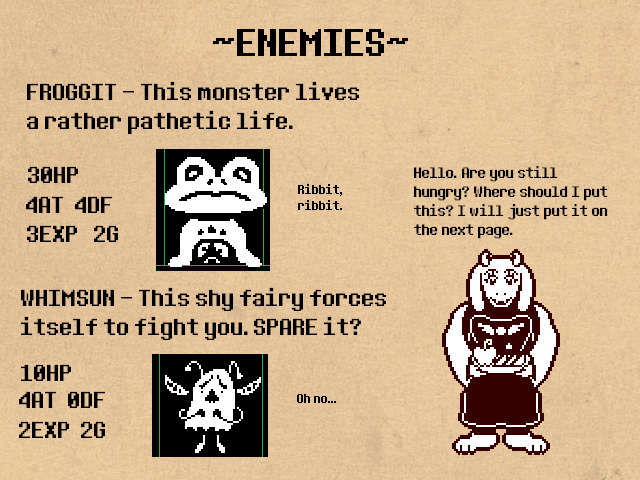 ~ENEMIES~
FROGGIT - This monster lives
a rather pathetic life.
30HP
4AT 4DF
3EXP 2G
Ribbit,
ribbit.
Hello. Are you still
hungry? Where should I put
this? I will just put it on
the next page.
WHIMSUN - This shy fairy forces
itself to fight you. SPARE it?
10HP
4AT 0DF
2EXP 2G
Oh no...